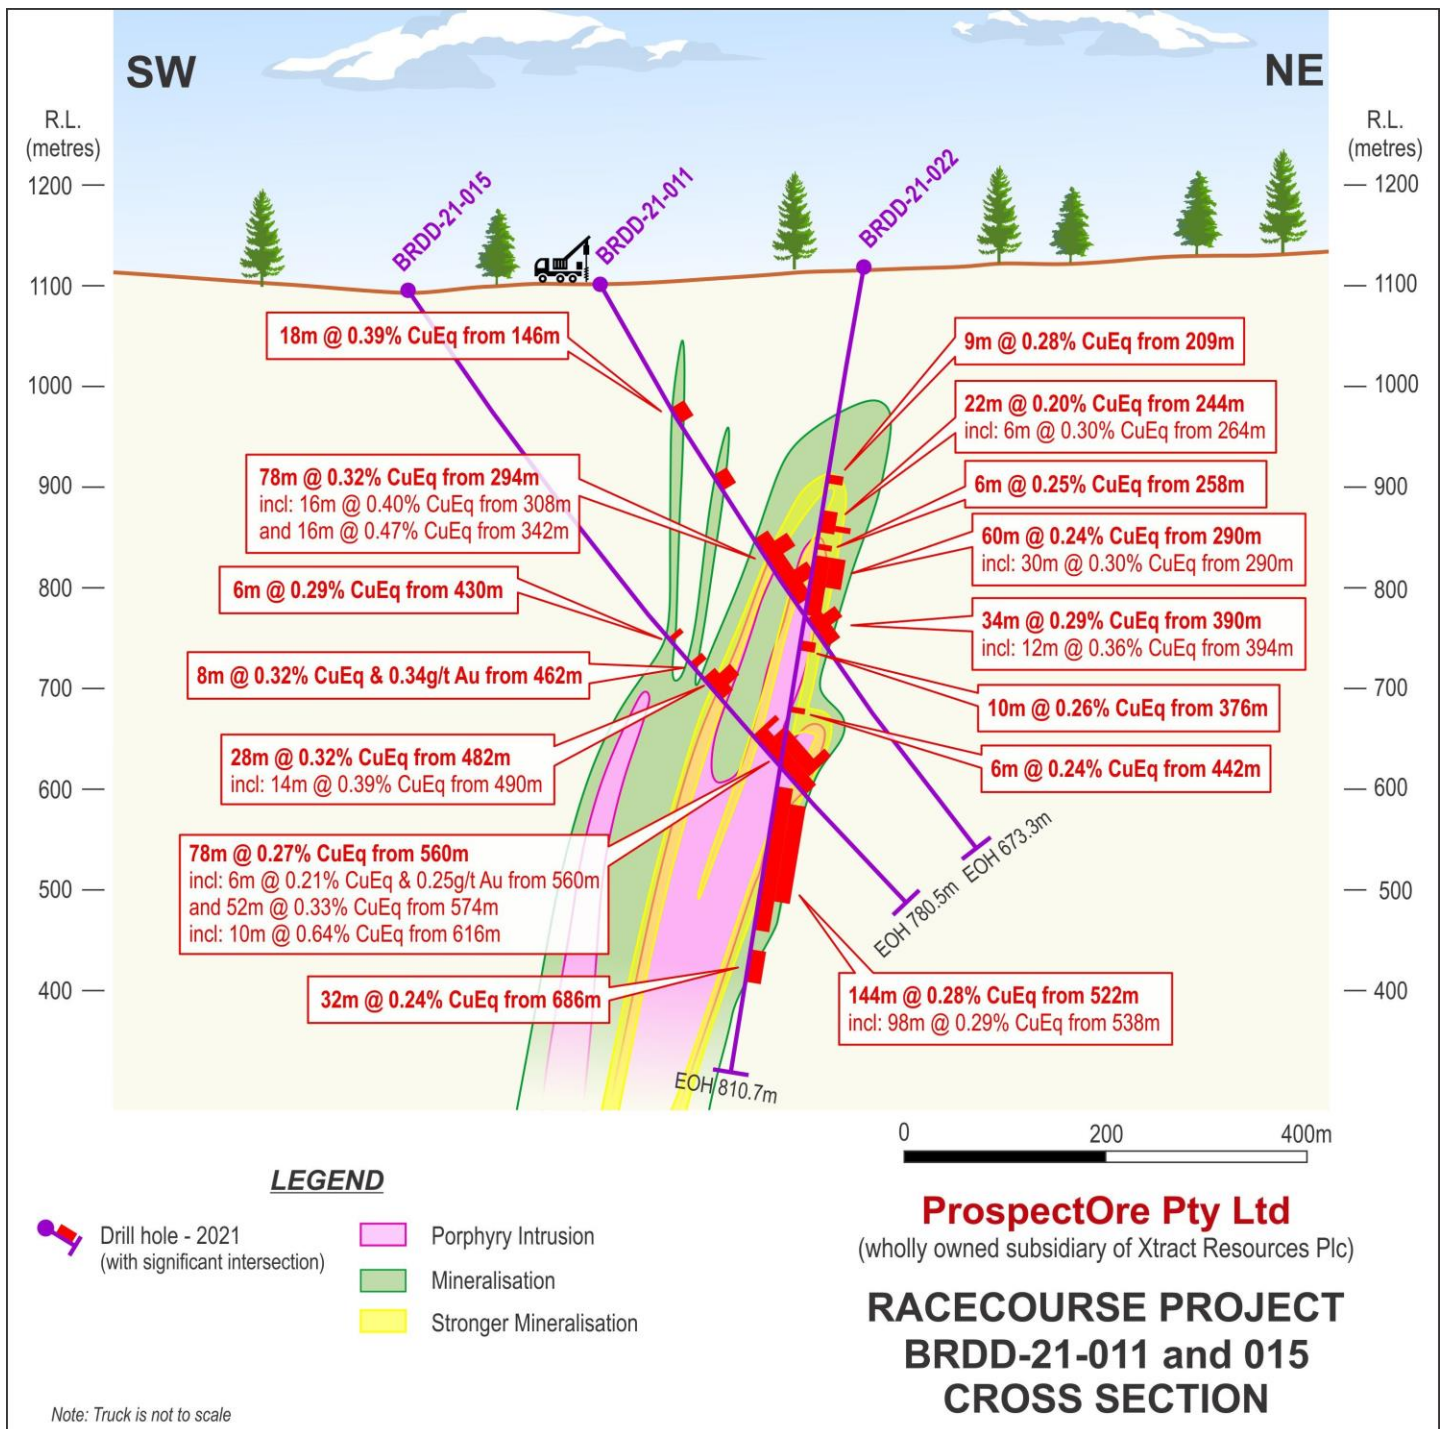 SW
NE
R.L.
(metres)
R.L.
(metres)
1200
1100
1000
900
800
700
600
500
400
1200
1100
1000
900
800
700
600
500
400
BRDD-21-015
BRDD-21-011
BRDD-21-022
18m @ 0.39% CuEq from 146m
78m @ 0.32% CuEq from 294m
incl: 16m @ 0.40% CuEq from 308m
and 16m @ 0.47% CuEq from 342m
6m @ 0.29% CuEq from 430m
8m @ 0.32% CuEq & 0.34g/t Au from 462m
28m @ 0.32% CuEq from 482m
incl: 14m @ 0.39% CuEq from 490m
78m @ 0.27% CuEq from 560m
incl: 6m @ 0.21% CuEq & 0.25g/t Au from 560m
and 52m @ 0.33% CuEq from 574m
incl: 10m @ 0.64% CuEq from 616m
32m @ 0.24% CuEq from 686m
9m @ 0.28% CuEq from 209m
22m @ 0.20% CuEq from 244m
incl: 6m @ 0.30% CuEq from 264m
6m @ 0.25% CuEq from 258m
60m @ 0.24% CuEq from 290m
incl: 30m @ 0.30% CuEq from 290m
34m @ 0.29% CuEq from 390m
incl: 12m @ 0.36% CuEq from 394m
10m @ 0.26% CuEq from 376m
6m @ 0.24% CuEq from 442m
144m @ 0.28% CuEq from 522m
incl: 98m @ 0.29% CuEq from 538m
EOH 673.3m
EOH 780.5m
EOH 810.7m
0 200 400m
LEGEND
Drill hole - 2021
(with significant intersection)
Porphyry Intrusion
Mineralisation
Stronger Mineralisation
Note: Truck is not to scale
ProspectOre Pty Ltd
(wholly owned subsidiary of Xtract Resources Plc)
RACECOURSE PROJECT
BRDD-21-011 and 015
CROSS SECTION